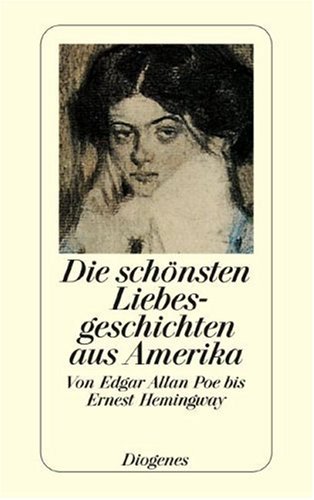 Die schönsten
Liebes-
geschichten
aus Amerika
Von Edgar Allan Poe bis
Ernest Hemingway
Diogenes